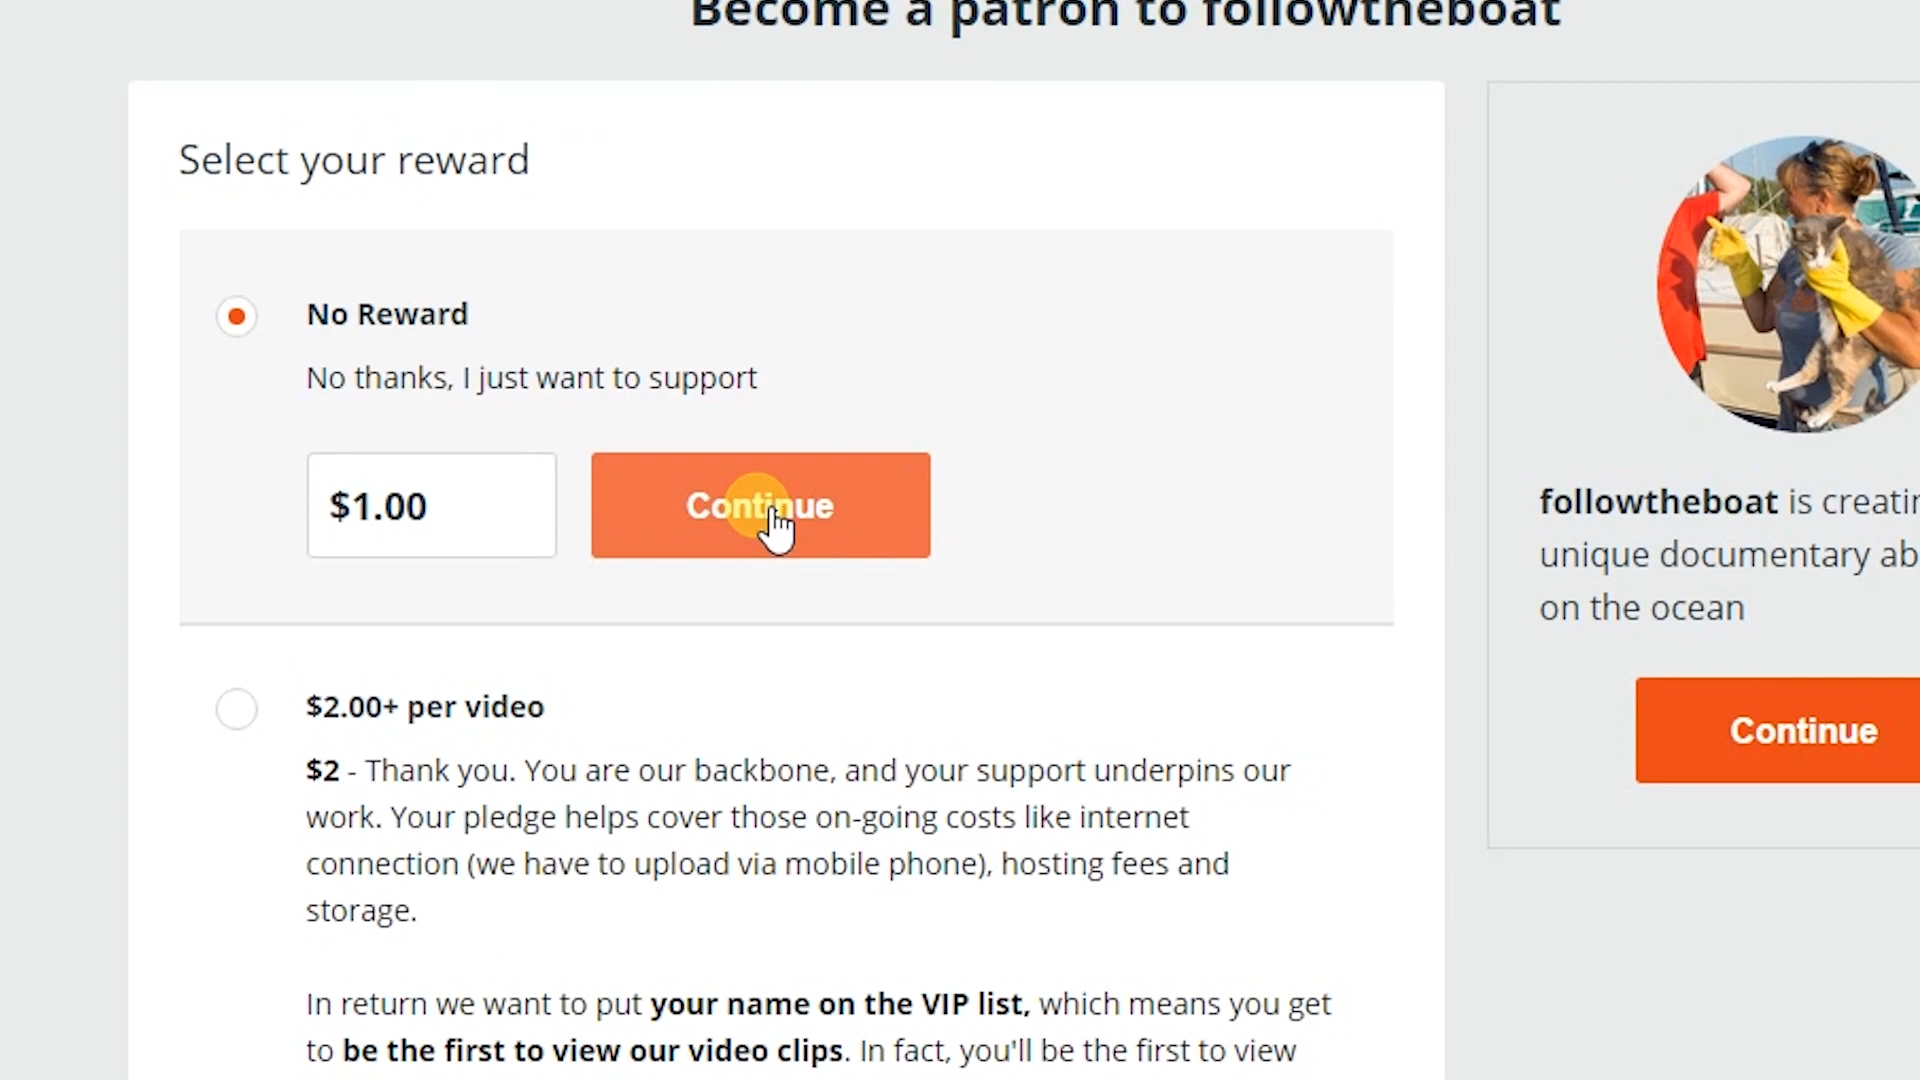 Become a patron to followtheboat
Select your reward
No Reward
No thanks, I just want to support
$1.00
Continue
$2.00+ per video
$2 - Thank you. You are our backbone, and your support underpins our
work. Your pledge helps cover those on-going costs like internet
connection (we have to upload via mobile phone), hosting fees and
storage.
In return we want to put your name on the VIP list, which means you get
to be the first to view our video clips. In fact, you'll be the first to view
followtheboat is
unique documentary
on the ocean
Continue